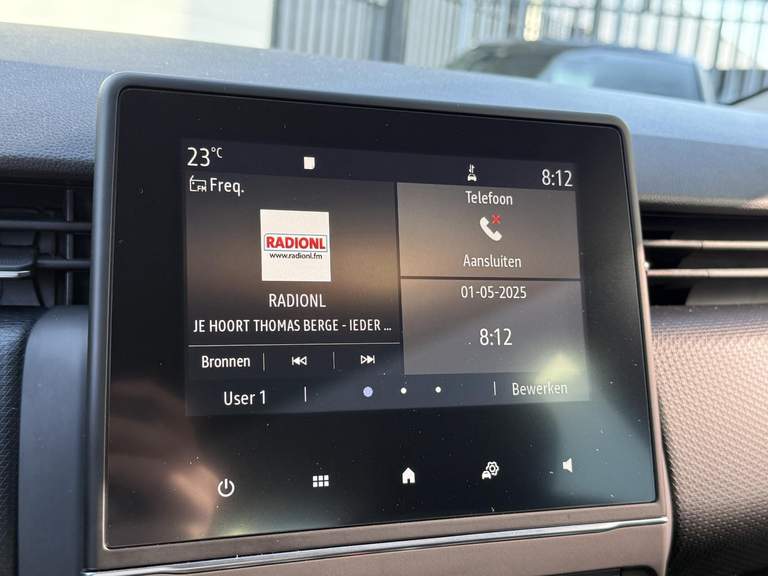 23°C
8:12
FM Freq.
RADIONL
www.radionl.fm
RADIONL
JE HOORT THOMAS BERGE - IEDER ...
Bronnen
Telefoon
Aansluiten
01-05-2025
8:12
User 1
Bewerken